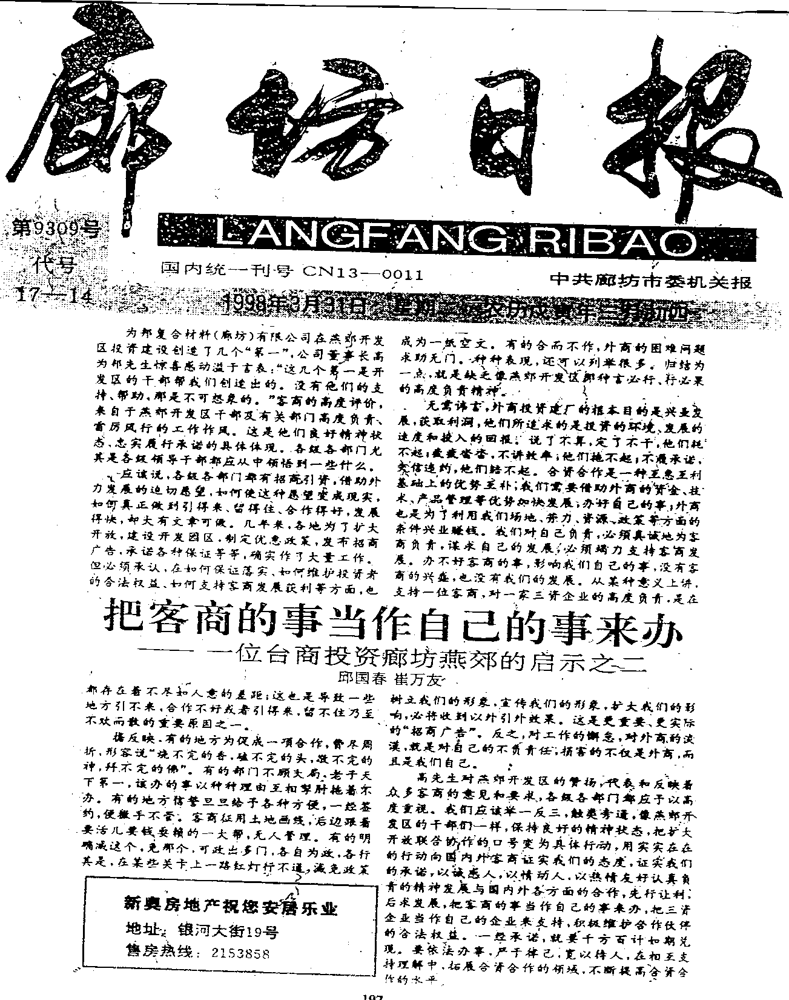 廊坊日报
第9309号
代号
17—14
LANGFANG RIBAO
国内统一刊号 CN13—0011
中共廊坊市委机关报
1998年3月31日 星期二 农历戊寅年三月初四
为邦复合材料(廊坊)有限公司在燕郊开发
区投资建设创造了几个“第一”,公司董事长高
为邦先生惊喜感动溢于言表:“这几个第一是开
发区的干部帮我们创造出的。没有他们的支
持、帮助,那是不可想象的。”客商的高度评价,
来自于燕郊开发区干部及有关部门高度负责、
雷厉风行的工作作风。这是他们良好精神状
态、忠实履行承诺的具体体现。各级各部门尤
其是各级领导干部都应从中领悟到一些什么。
应该说,各级各部门都有招商引资,借助外
力发展的迫切愿望,如何使这种愿望变成现实,
如何真正做到引得来、留得住、合作得好,发展
得快,却大有文章可做。几年来,各地为了扩大
开放,建设开发园区,制定优惠政策,发布招商
广告,承诺各种保证等等,确实作了大量工作。
但必须承认,在如何保证落实、如何维护投资者
的合法权益、如何支持客商发展获利等方面,也
成为一纸空文。有的合而不作,外商的困难问题
求助无门。种种表现,还可以列举很多。归结为
一点,就是缺乏像燕郊开发区那种言必行、行必果
的高度负责精神。
无需讳言,外商投资建厂的根本目的是兴业发
展,获取利润,他们所追求的是投资的环境、发展的
速度和投入的回报。说了不算,定了不干,他们耗
不起;疲疲沓沓,不讲效率;他们拖不起;不履承诺,
失信违约,他们赔不起。合资合作是一种互惠互利
基础上的优势互补;我们需要借助外商的资金、技
术、产品管理等优势加快发展;办好自己的事;外商
也是为了利用我们场地、劳力、资源、政策等方面的
条件兴业赚钱。我们对自己负责,必须真诚地为客
商负责,谋求自己的发展,必须竭力支持客商发
展。办不好客商的事,影响我们自己的事,没有客
商的兴盛,也没有我们的发展。从某种意义上讲,
支持一位客商,对一家三资企业的高度负责,是在
把客商的事当作自己的事来办
—— 一位台商投资廊坊燕郊的启示之二
邱国春 崔万友
都存在着不尽如人意的差距;这也是导致一些
地方引不来,合作不好或者引得来,留不住乃至
不欢而散的重要原因之一。
据反映,有的地方为促成一项合作,费尽周
折,形容说“烧不完的香,磕不完的头,敬不完的
神,拜不完的佛”。有的部门不顾大局,老子天
下第一,该办的事以种种理由互相掣肘拖着不
办。有的地方信誓旦旦给予各种方便,一经签
约,便撒手不管。客商征用土地画线,后边跟着
要活儿要钱耍赖的一大帮,无人管理。有的明
确减这个,免那个,可政出多门,各自为政,各行
其是,在某些关卡上一路红灯行不通,减免政策
树立我们的形象,宣传我们的形象,扩大我们的影
响,必将收到以外引外效果。这是更重要、更实际
的“招商广告”。反之,对工作的懈怠,对外商的淡
漠,就是对自己的不负责任;损害的不仅是外商,而
且是我们自己。
高先生对燕郊开发区的赞扬,代表和反映着
众多客商的意见和要求,各级各部门都应予以高
度重视。我们应该举一反三,触类旁通,像燕郊开
发区的干部们一样,保持良好的精神状态,把扩大
开放联合协作的口号变为具体行动,用实实在在
的行动向国内外客商证实我们的态度,证实我们
的承诺,以诚感人,以情动人,以热情友好认真负
责的精神发展与国内外各方面的合作,先行让利,
后求发展,把客商的事当作自己的事来办,把三资
企业当作自己的企业来支持,积极维护合作伙伴
的合法权益。一经承诺,就要千方百计如期兑
现。要依法办事,严于律己,宽以待人,在相互支
持理解中,拓展合资合作的领域,不断提高合资合
作的水平
新奥房地产祝您安居乐业
地址: 银河大街19号
售房热线: 2153858
197